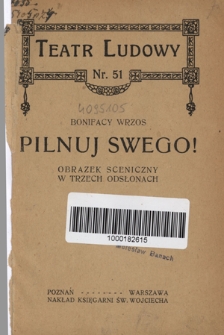 TEATR LUDOWY
Nr. 51
4095105
BONIFACY WRZOS
PILNUJ SWEGO!
OBRAZEK SCENICZNY
W TRZECH ODSŁONACH
1000182615
POZNAŃ - - - - - - - - WARSZAWA
NAKŁAD KSIĘGARNI ŚW. WOJCIECHA